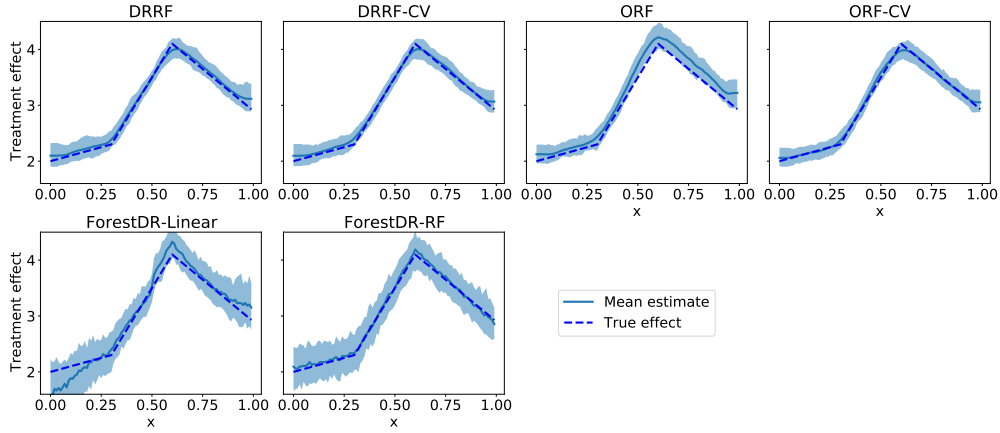 DRRF
DRRF-CV
ORF
ORF-CV
Treatment effect
4
3
2
0.00 0.25 0.50 0.75 1.00
0.00 0.25 0.50 0.75 1.00
0.00 0.25 0.50 0.75 1.00
0.00 0.25 0.50 0.75 1.00
x
x
ForestDR-Linear
ForestDR-RF
Treatment effect
4
3
2
0.00 0.25 0.50 0.75 1.00
0.00 0.25 0.50 0.75 1.00
x
x
Mean estimate
True effect